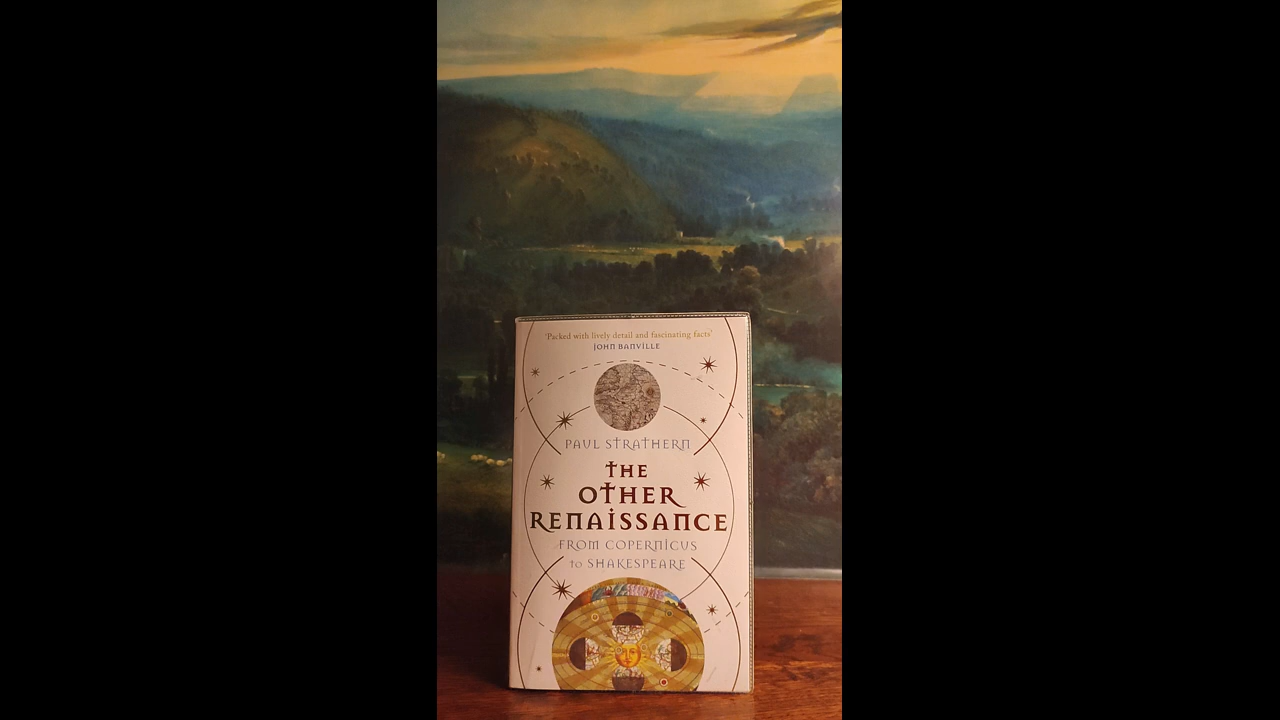 'Packed with lively detail and fascinating facts'
JOHN BANVILLE
PAUL STRATHERN
THE
OTHER
RENAISSANCE
FROM COPERNICUS
to SHAKESPEARE